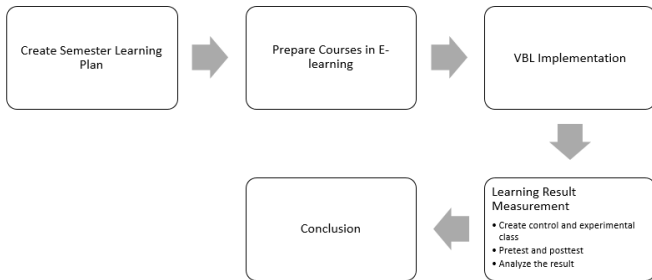 Create Semester Learning
Plan
Prepare Courses in E-
learning
VBL Implementation
Learning Result
Measurement
• Create control and experimental
class
• Pretest and posttest
• Analyze the result
Conclusion